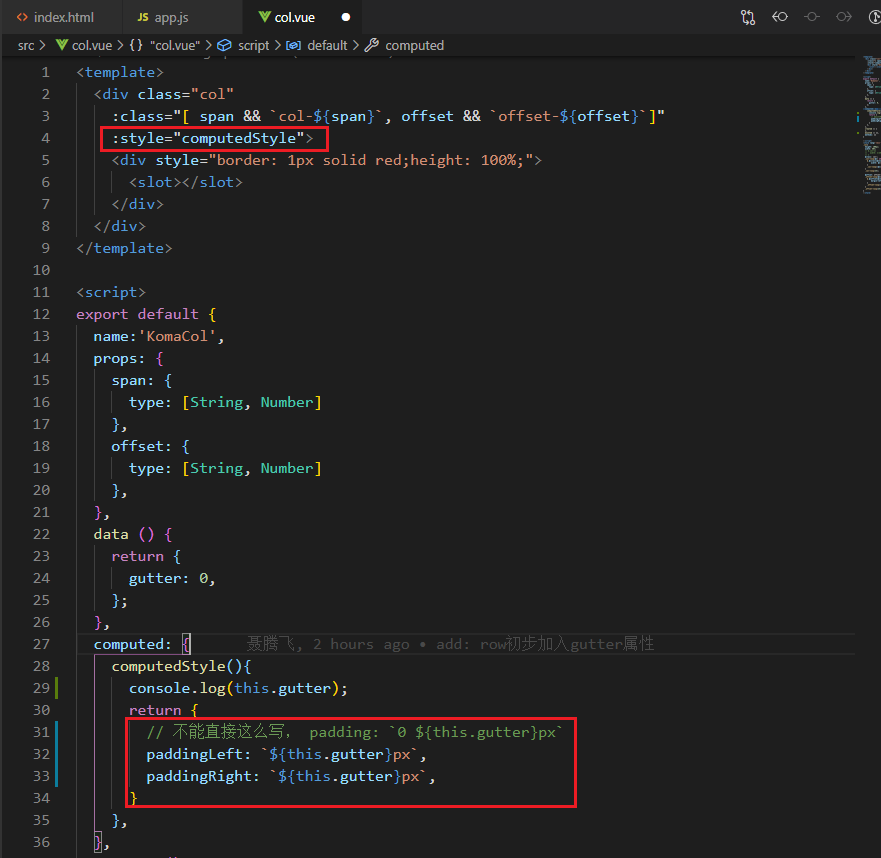 index.html
JS app.js
col.vue
src > col.vue > {} "col.vue" > script > default > computed
1 <template>
2 <div class="col"
3 :class="[ span && `col-${span}`, offset && `offset-${offset}`]"
4 :style="computedStyle">
5 <div style="border: 1px solid red;height: 100%;">
6 <slot></slot>
7 </div>
8 </div>
9 </template>
10
11 <script>
12 export default {
13 name:'KomaCol',
14 props: {
15 span: {
16 type: [String, Number]
17 },
18 offset: {
19 type: [String, Number]
20 },
21 },
22 data () {
23 return {
24 gutter: 0,
25 };
26 },
27 computed: { 聂腾飞, 2 hours ago • add: row初步加入gutter属性
28 computedStyle(){
29 console.log(this.gutter);
30 return {
31 // 不能直接这么写， padding: `0 ${this.gutter}px`
32 paddingLeft: `${this.gutter}px`,
33 paddingRight: `${this.gutter}px`,
34 }
35 },
36 },